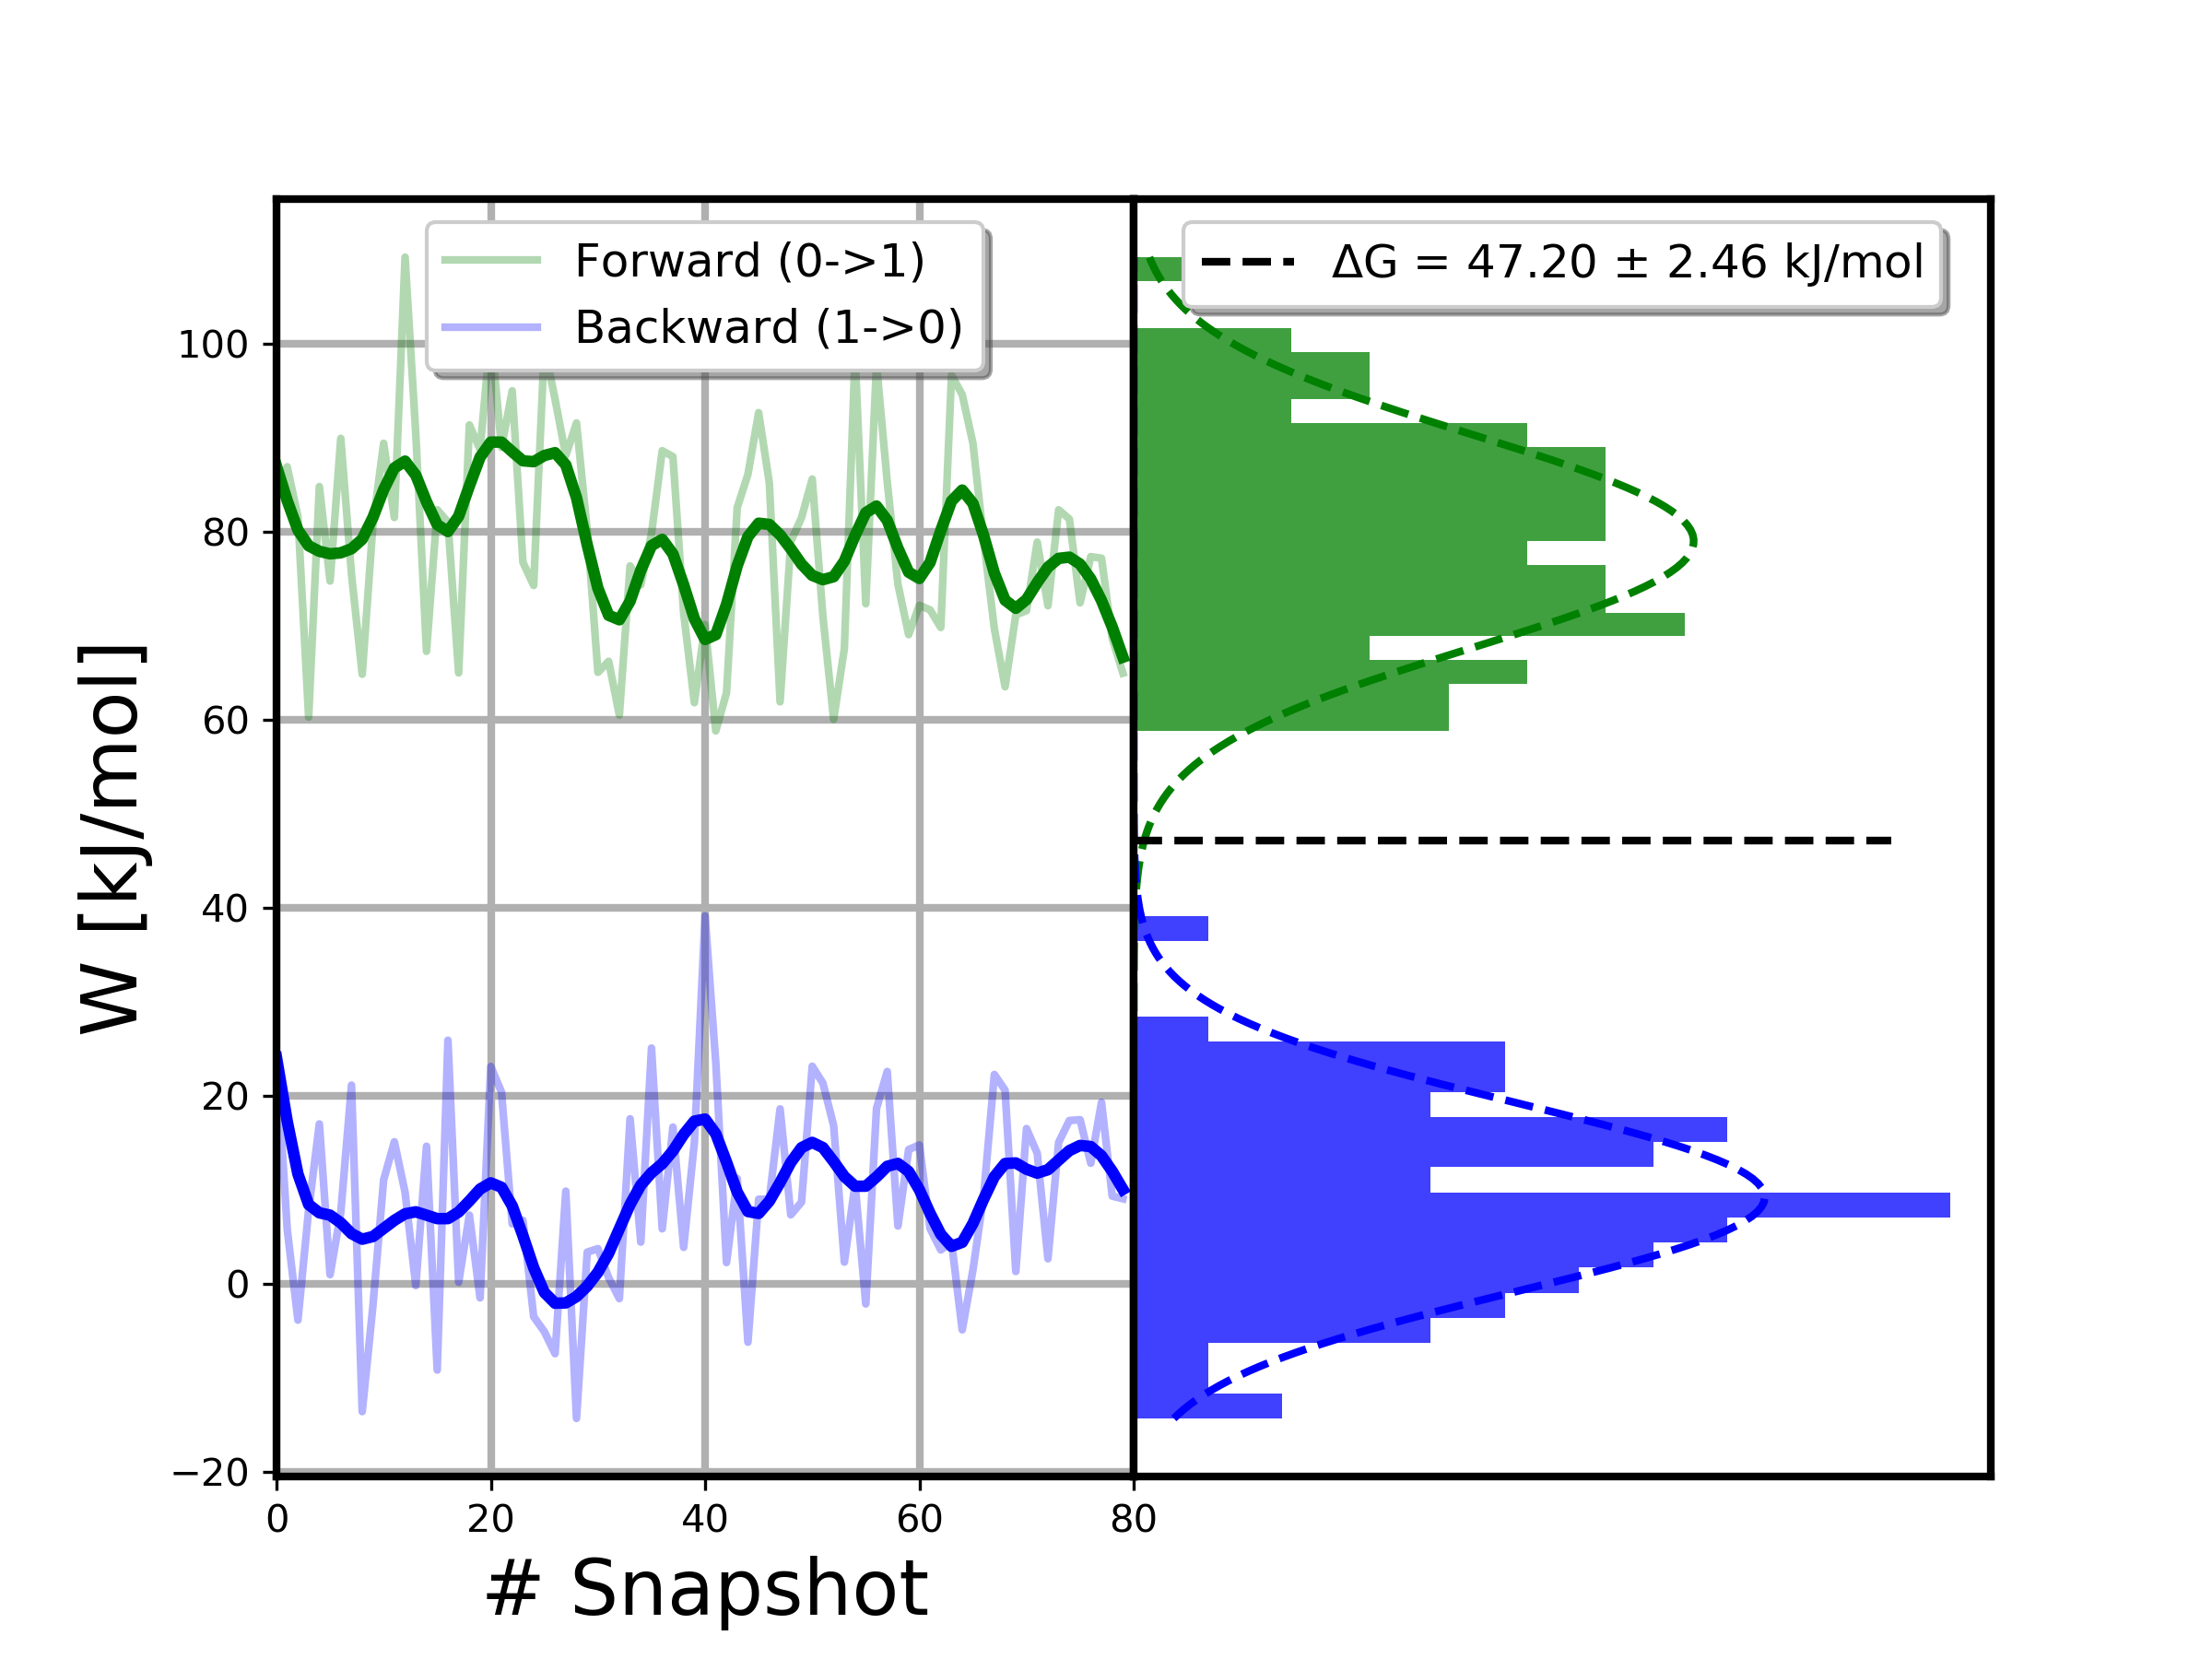 Forward (0->1)
Backward (1->0)
ΔG = 47.20 ± 2.46 kJ/mol
W [kJ/mol]
100
80
60
40
20
0
−20
0 20 40 60 80
# Snapshot